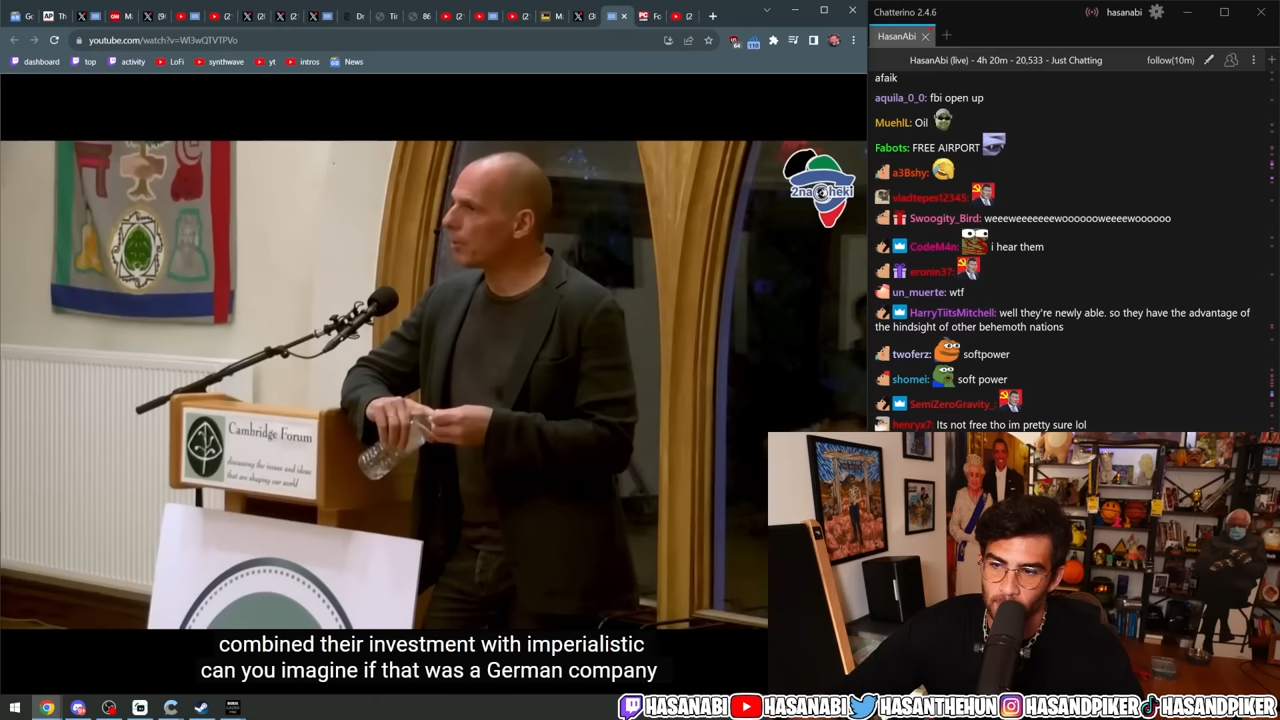 Chatterino 2.4.6
hasanabi
youtube.com/watch?v=Wl3wQTVTPVo
HasanAbi
dashboard
top
activity
LoFi
synthwave
yt
intros
News
HasanAbi (live) - 4h 20m - 20,533 - Just Chatting
follow(10m)
afaik
aquila_0_0: fbi open up
MuehlL: Oil
Fabots: FREE AIRPORT
a3Bshy:
vladtepes12345:
Swoogity_Bird: weeeweeeeeewoooooweeeewoooooo
CodeM4n: i hear them
eronin37:
un_muerte: wtf
HarryTiitsMitchell: well they're newly able. so they have the advantage of
the hindsight of other behemoth nations
twoferz: softpower
shomei: soft power
SemiZeroGravity_:
henryx7: Its not free tho im pretty sure lol
2nacheki
Cambridge Forum
discussing the issues and ideas
that are shaping our world
combined their investment with imperialistic
can you imagine if that was a German company
HASANABI
HASANABI
HASANTHEHUN
HASANDPIKER
HASANDPIKER